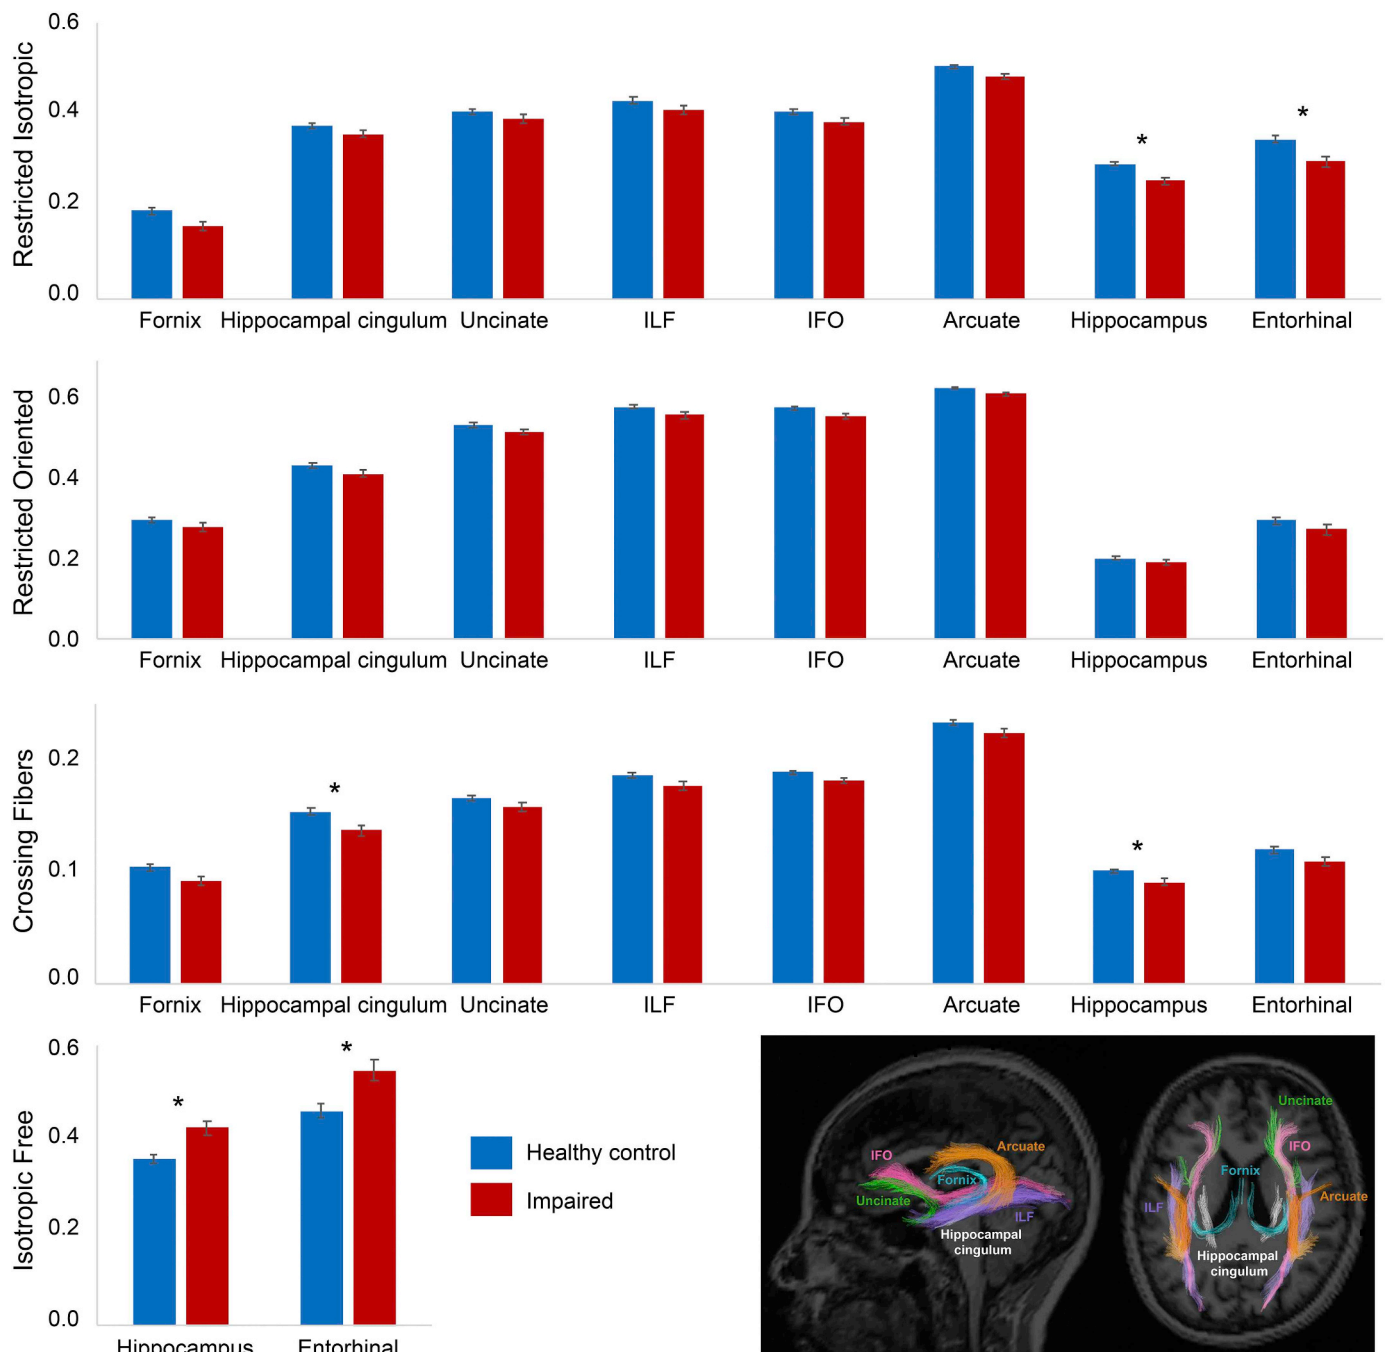 Restricted Isotropic
0.6
0.4
0.2
0.0
*
*
Fornix Hippocampal cingulum Uncinate ILF IFO Arcuate Hippocampus Entorhinal
Restricted Oriented
0.6
0.4
0.2
0.0
Fornix Hippocampal cingulum Uncinate ILF IFO Arcuate Hippocampus Entorhinal
Crossing Fibers
0.2
0.1
0.0
*
*
Fornix Hippocampal cingulum Uncinate ILF IFO Arcuate Hippocampus Entorhinal
Isotropic Free
0.6
0.4
0.2
0.0
*
*
Hippocampus Entorhinal
Healthy control
Impaired
IFO
Arcuate
Fornix
Uncinate
ILF
Hippocampal
cingulum
Uncinate
IFO
Fornix
Arcuate
ILF
Hippocampal
cingulum